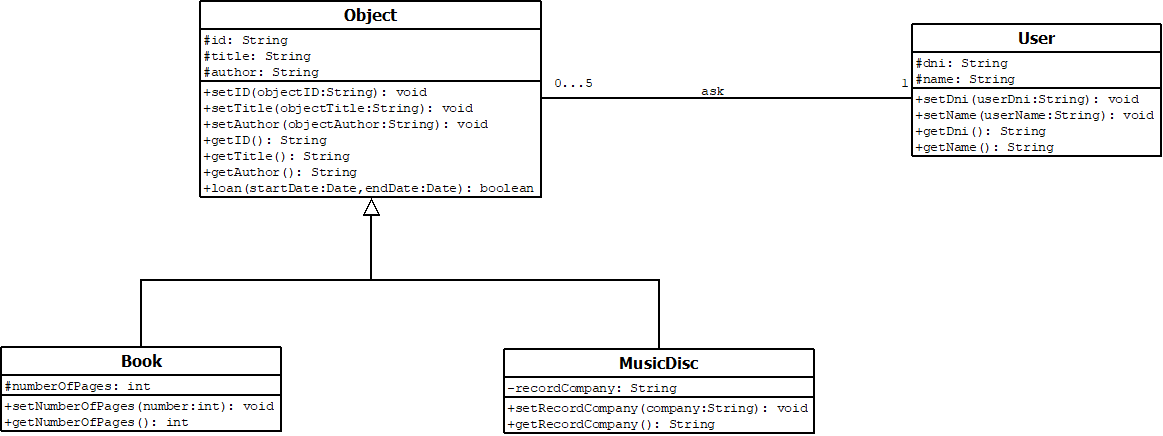 Object
#id: String
#title: String
#author: String
+setID(objectID:String): void
+setTitle(objectTitle:String): void
+setAuthor(objectAuthor:String): void
+getID(): String
+getTitle(): String
+getAuthor(): String
+loan(startDate:Date,endDate:Date): boolean
0...5
ask
1
User
#dni: String
#name: String
+setDni(userDni:String): void
+setName(userName:String): void
+getDni(): String
+getName(): String
Book
#numberOfPages: int
+setNumberOfPages(number:int): void
+getNumberOfPages(): int
MusicDisc
-recordCompany: String
+setRecordCompany(company:String): void
+getRecordCompany(): String